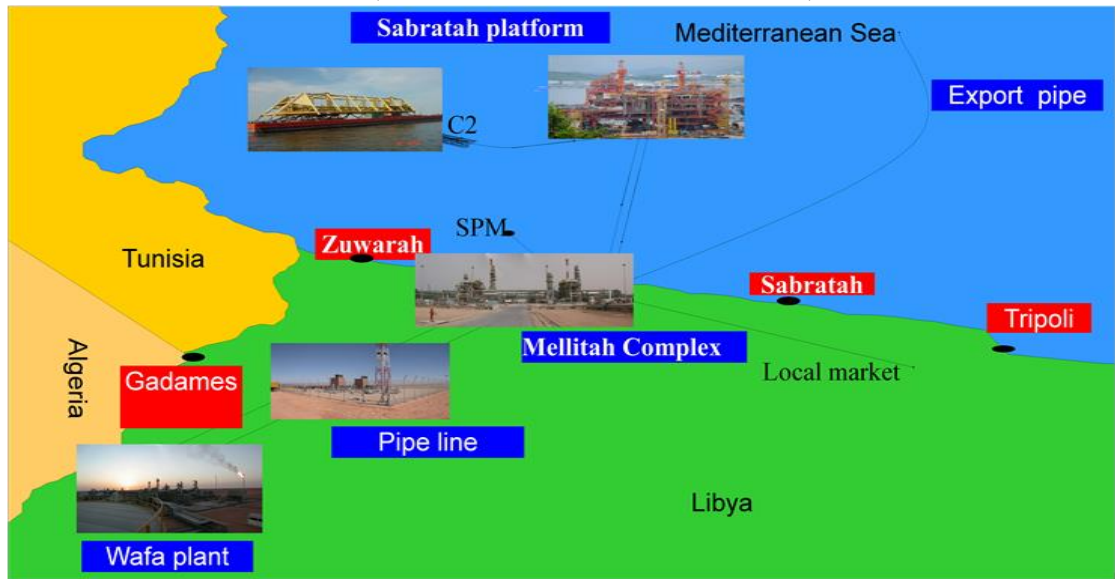 Sabratah platform
Mediterranean Sea
Export pipe
C2
SPM
Zuwarah
Tunisia
Sabratah
Tripoli
Mellitah Complex
Local market
Algeria
Gadames
Pipe line
Libya
Wafa plant